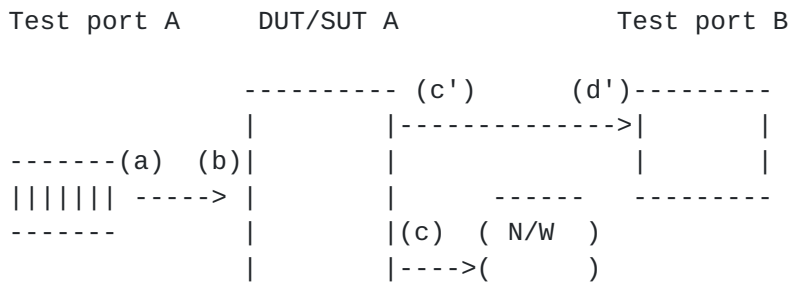 Test port A     DUT/SUT A              Test port B
               ---------- (c')      (d')---------
               |        |-------------->|       |
-------(a)  (b)|        |               |       |
||||||| -----> |        |      ------   ---------
-------        |        |(c)  ( N/W  )
               |        |---->(      )